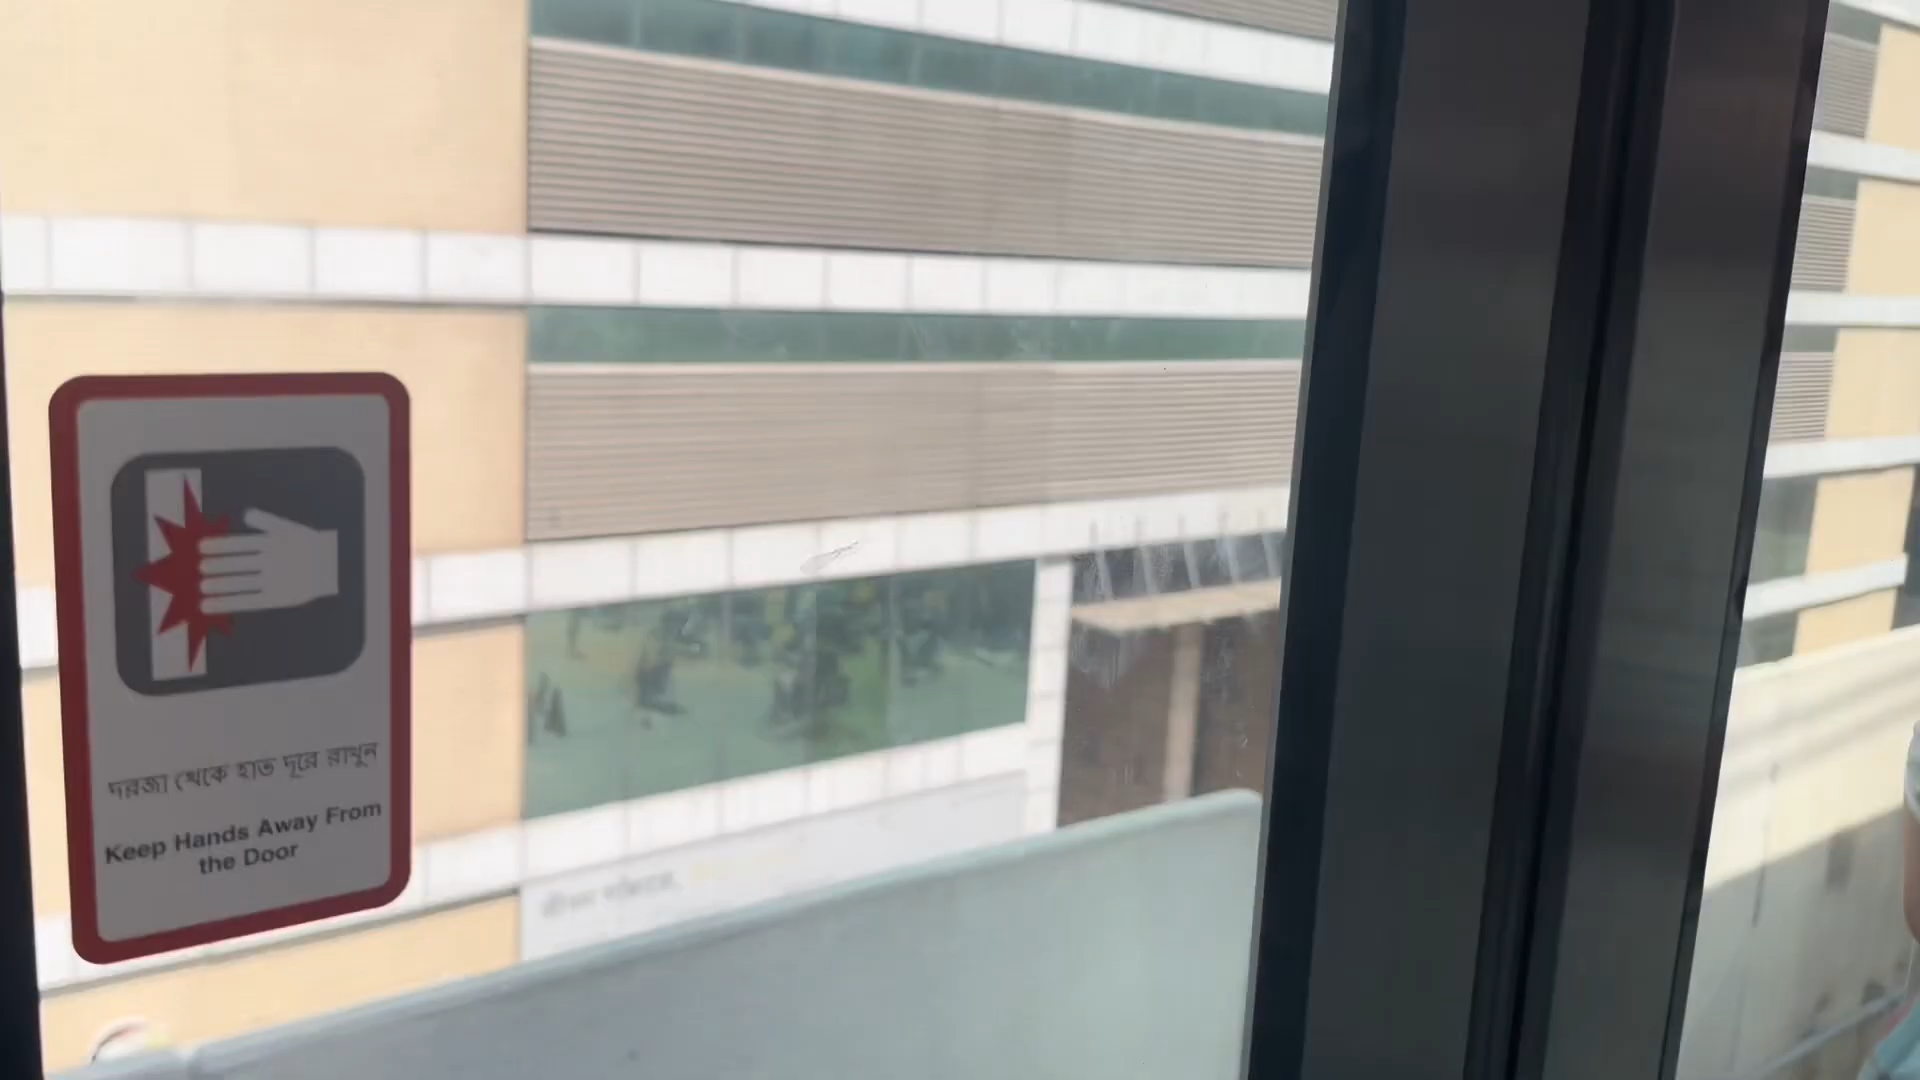 দরজা থেকে হাত দূরে রাখুন
Keep Hands Away From
the Door